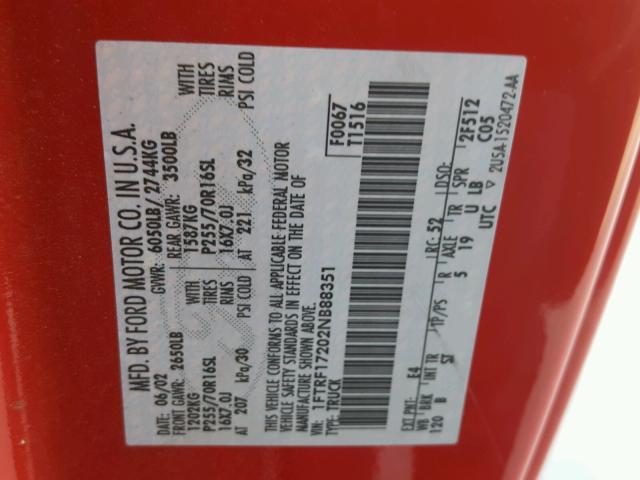 MFD. BY FORD MOTOR CO. IN U.S.A.
DATE: 06/02 GVWR: 6050LB/ 2744KG
FRONT GAWR: 2650LB REAR GAWR: 3500LB
1202KG WITH 1587KG WITH
P255/70R16SL TIRES P255/70R16SL TIRES
16X7.0J RIMS 16X7.0J RIMS
AT 207 kPa/30 PSI COLD AT 221 kPa/32 PSI COLD
THIS VEHICLE CONFORMS TO ALL APPLICABLE FEDERAL MOTOR
VEHICLE SAFETY STANDARDS IN EFFECT ON THE DATE OF
MANUFACTURE SHOWN ABOVE.
VIN: 1FTRF17202NB88351
TYPE: TRUCK
F0067
T1516
EXT PNT: E4 RC: 52 DSO:
WB BRK INT TR TP/PS R AXLE TR SPR 2F512
120 B ST 5 19 U LB C05
UTC ▽ 2USA-1520472-AA